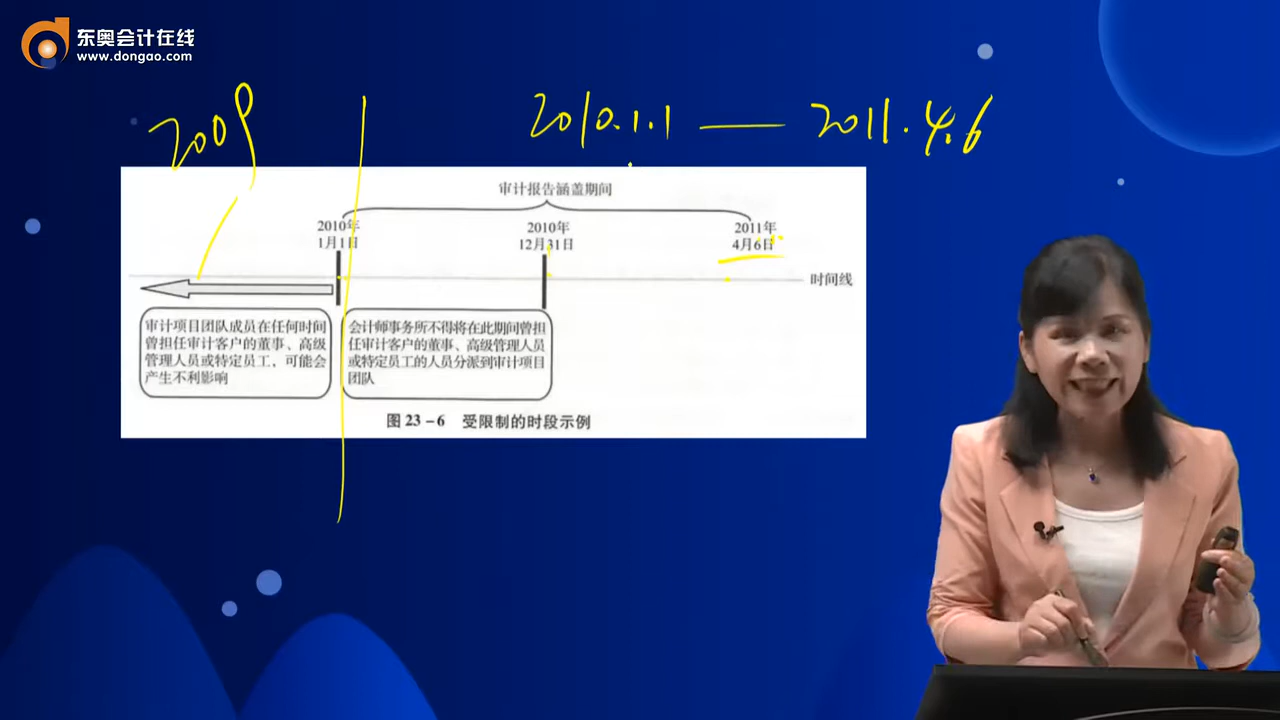 东奥会计在线
www.dongao.com
2009
2010.1.1 — 2011.4.6
审计报告涵盖期间
2010年
1月1日
2010年
12月31日
2011年
4月6日
时间线
审计项目团队成员在任何时间
曾担任审计客户的董事、高级
管理人员或特定员工，可能会
产生不利影响
会计师事务所不得将在此期间曾担
任审计客户的董事、高级管理人员
或特定员工的人员分派到审计项目
团队
图 23-6 受限制的时段示例